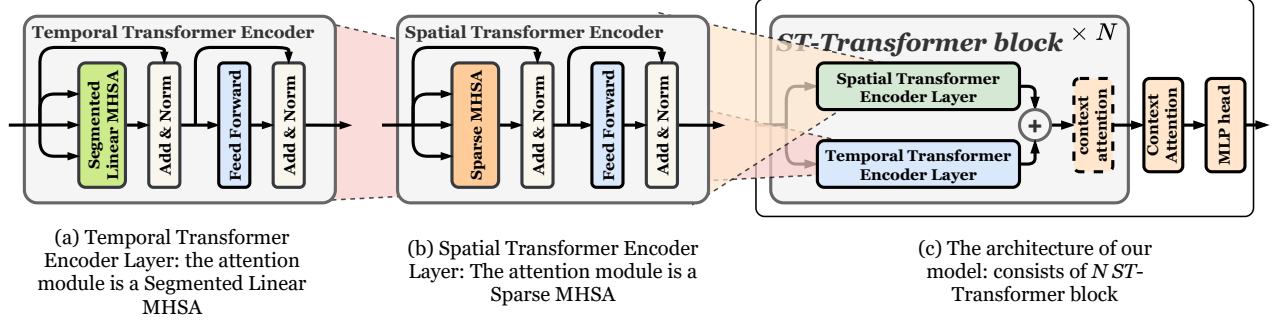 Temporal Transformer Encoder
Segmented
Linear MHSA
Add & Norm
Feed Forward
Add & Norm
(a) Temporal Transformer
Encoder Layer: the attention
module is a Segmented Linear
MHSA
Spatial Transformer Encoder
Sparse MHSA
Add & Norm
Feed Forward
Add & Norm
(b) Spatial Transformer Encoder
Layer: The attention module is a
Sparse MHSA
ST-Transformer block × N
Spatial Transformer
Encoder Layer
Temporal Transformer
Encoder Layer
+
context
attention
Context
Attention
MLP head
(c) The architecture of our
model: consists of N ST-
Transformer block